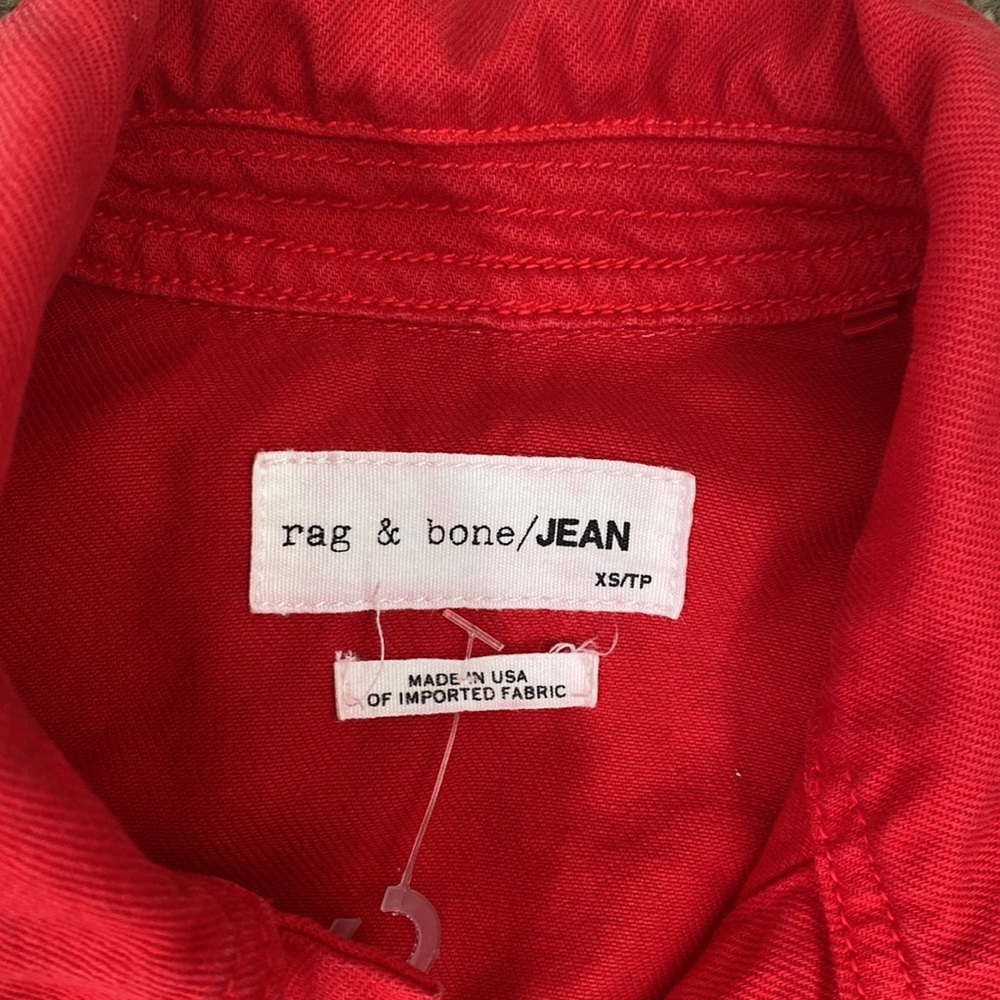 rag & bone/JEAN
XS/TP
MADE IN USA
OF IMPORTED FABRIC